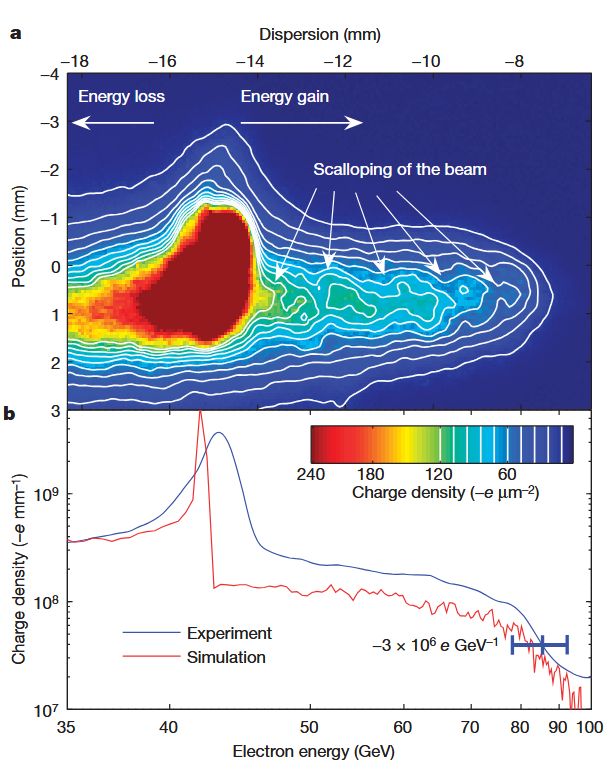 a
Dispersion (mm)
−18 −16 −14 −12 −10 −8
−4
Energy loss Energy gain
−3
−2
Scalloping of the beam
−1
Position (mm)
0
1
2
3
b
240 180 120 60
Charge density (−e μm⁻²)
10⁹
Charge density (−e mm⁻¹)
10⁸
Experiment
−3 × 10⁶ e GeV⁻¹
Simulation
10⁷
35 40 50 60 70 80 90 100
Electron energy (GeV)